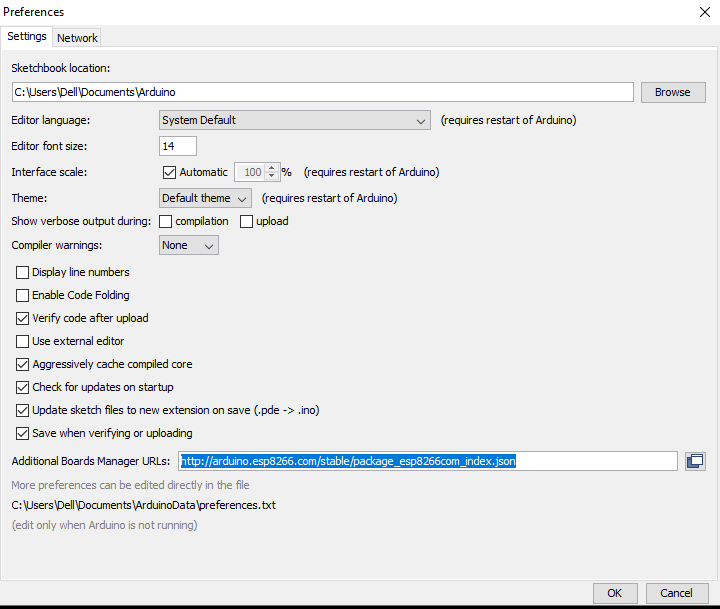 Preferences
Settings Network
Sketchbook location:
C:\Users\Dell\Documents\Arduino Browse
Editor language: System Default (requires restart of Arduino)
Editor font size: 14
Interface scale: Automatic 100 % (requires restart of Arduino)
Theme: Default theme (requires restart of Arduino)
Show verbose output during: compilation upload
Compiler warnings: None
Display line numbers
Enable Code Folding
Verify code after upload
Use external editor
Aggressively cache compiled core
Check for updates on startup
Update sketch files to new extension on save (.pde -> .ino)
Save when verifying or uploading
Additional Boards Manager URLs: http://arduino.esp8266.com/stable/package_esp8266com_index.json
More preferences can be edited directly in the file
C:\Users\Dell\Documents\ArduinoData\preferences.txt
(edit only when Arduino is not running)
OK Cancel